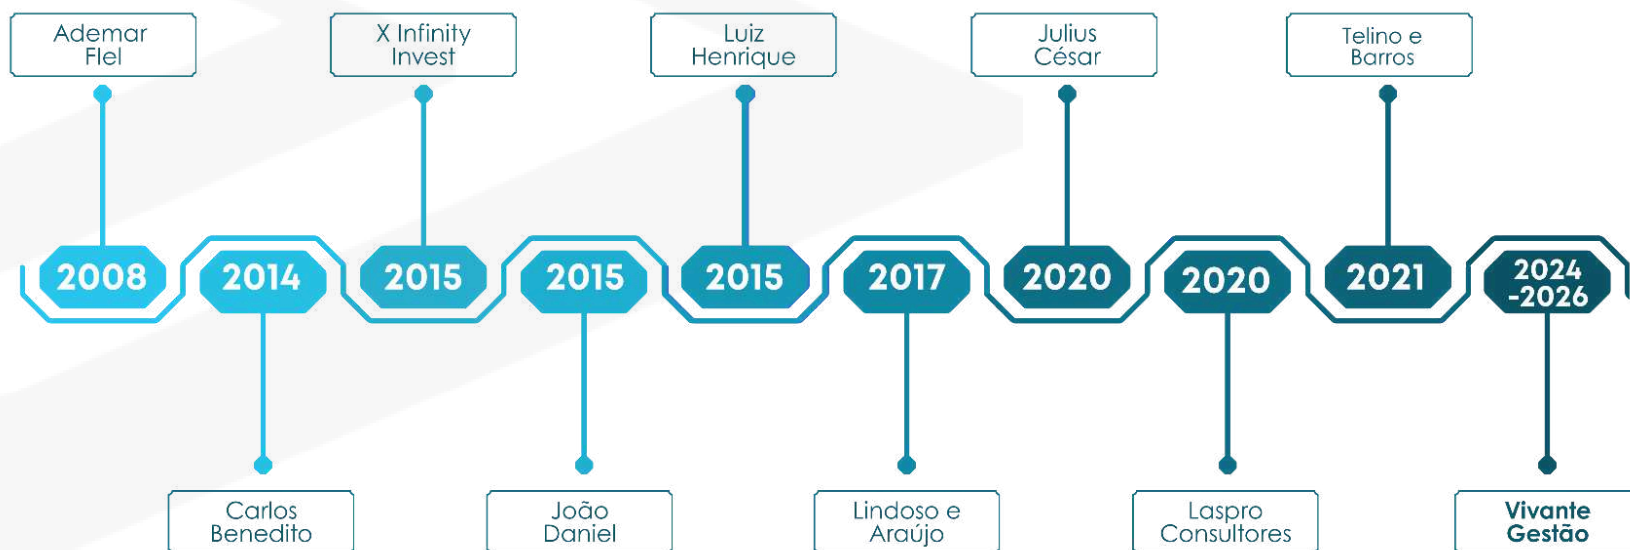 Ademar
FIel
X Infinity
Invest
Luiz
Henrique
Julius
César
Telino e
Barros
2008
2014
2015
2015
2015
2017
2020
2020
2021
2024
-2026
Carlos
Benedito
João
Daniel
Lindoso e
Araújo
Laspro
Consultores
Vivante
Gestão